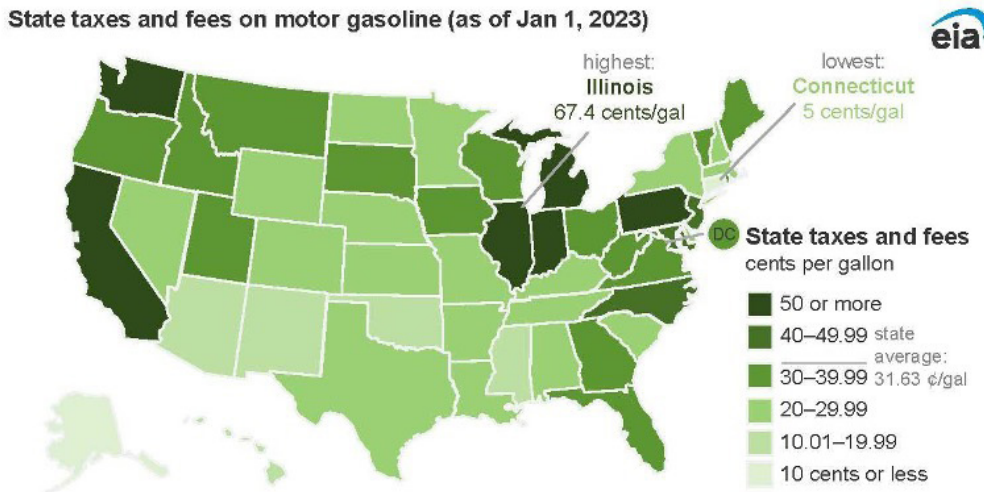 State taxes and fees on motor gasoline (as of Jan 1, 2023)
eia
highest:
Illinois
67.4 cents/gal
lowest:
Connecticut
5 cents/gal
DC
State taxes and fees
cents per gallon
50 or more
40–49.99
state
average:
31.63 ¢/gal
30–39.99
20–29.99
10.01–19.99
10 cents or less